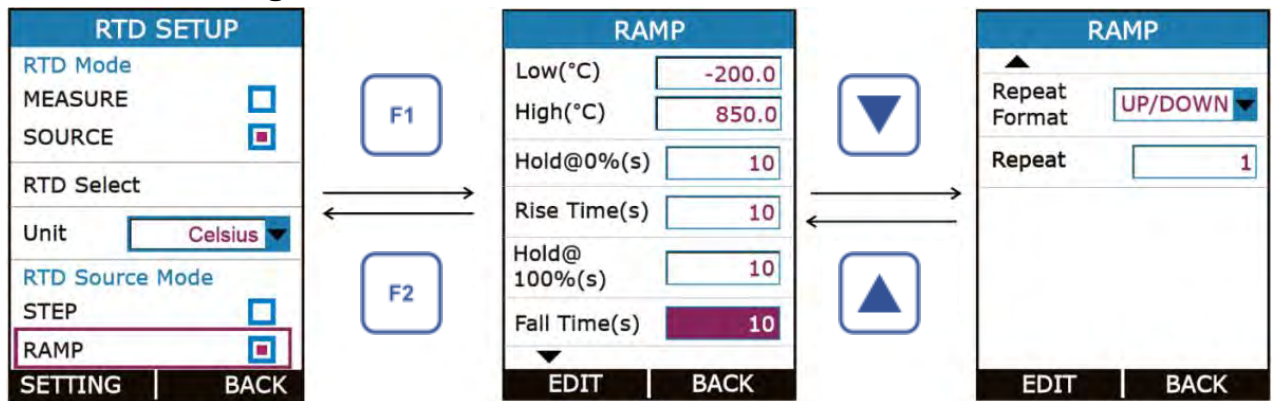 RTD SETUP
RTD Mode
MEASURE
SOURCE
RTD Select
Unit Celsius
RTD Source Mode
STEP
RAMP
SETTING BACK
F1
F2
RAMP
Low(°C) -200.0
High(°C) 850.0
Hold@0%(s) 10
Rise Time(s) 10
Hold@
100%(s) 10
Fall Time(s) 10
EDIT BACK
RAMP
Repeat
Format UP/DOWN
Repeat 1
EDIT BACK